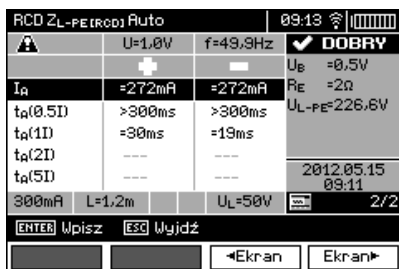 RCD ZL-PE[RCD] Auto 09:13
U=1,0V f=49,9Hz ✔ DOBRY
+ − UB =0,5V
IA =272mA =272mA RE =2Ω
tA(0.5I) >300ms >300ms UL-PE=226,6V
tA(1I) =30ms =19ms
tA(2I) --- ---
tA(5I) --- --- 2012.05.15
09:11
300mA L=1,2m UL=50V 2/2
ENTER Wpisz ESC Wyjdź
◄Ekran Ekran►